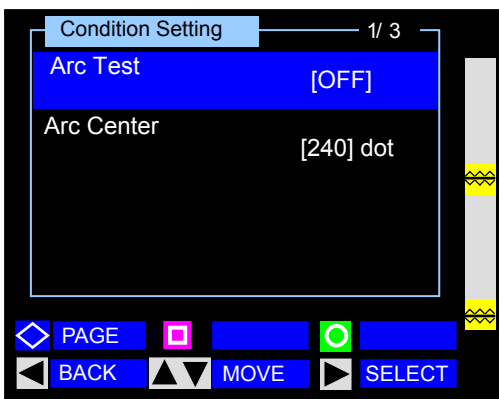 Condition Setting 1/ 3
Arc Test
[OFF]
Arc Center
[240] dot
PAGE
BACK MOVE SELECT